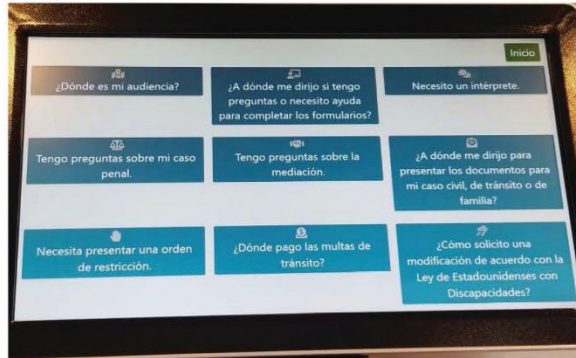 Inicio
¿Dónde es mi audiencia?
¿A dónde me dirijo si tengo
preguntas o necesito ayuda
para completar los formularios?
Necesito un intérprete.
Tengo preguntas sobre mi caso
penal.
Tengo preguntas sobre la
mediación.
¿A dónde me dirijo para
presentar los documentos para
mi caso civil, de tránsito o de
familia?
Necesita presentar una orden
de restricción.
¿Dónde pago las multas de
tránsito?
¿Cómo solicito una
modificación de acuerdo con la
Ley de Estadounidenses con
Discapacidades?